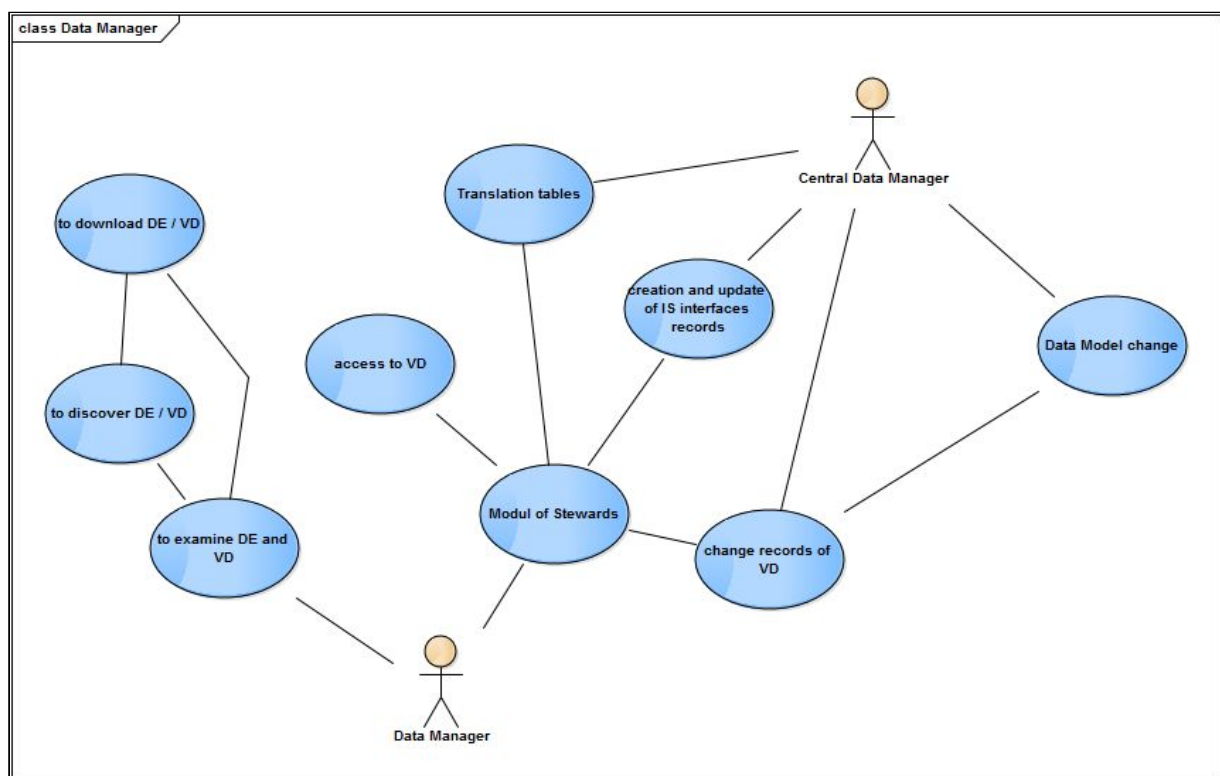 class Data Manager
Central Data Manager
Translation tables
to download DE / VD
creation and update
of IS interfaces
records
access to VD
Data Model change
to discover DE / VD
Modul of Stewards
to examine DE and
VD
change records of
VD
Data Manager